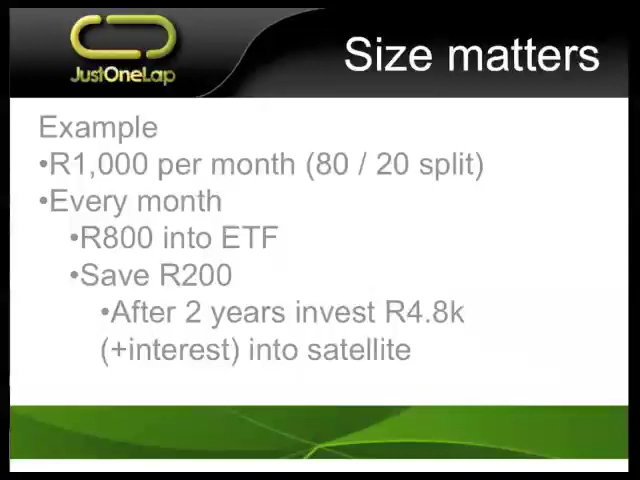 JustOneLap
Size matters
Example
•R1,000 per month (80 / 20 split)
•Every month
•R800 into ETF
•Save R200
•After 2 years invest R4.8k
(+interest) into satellite